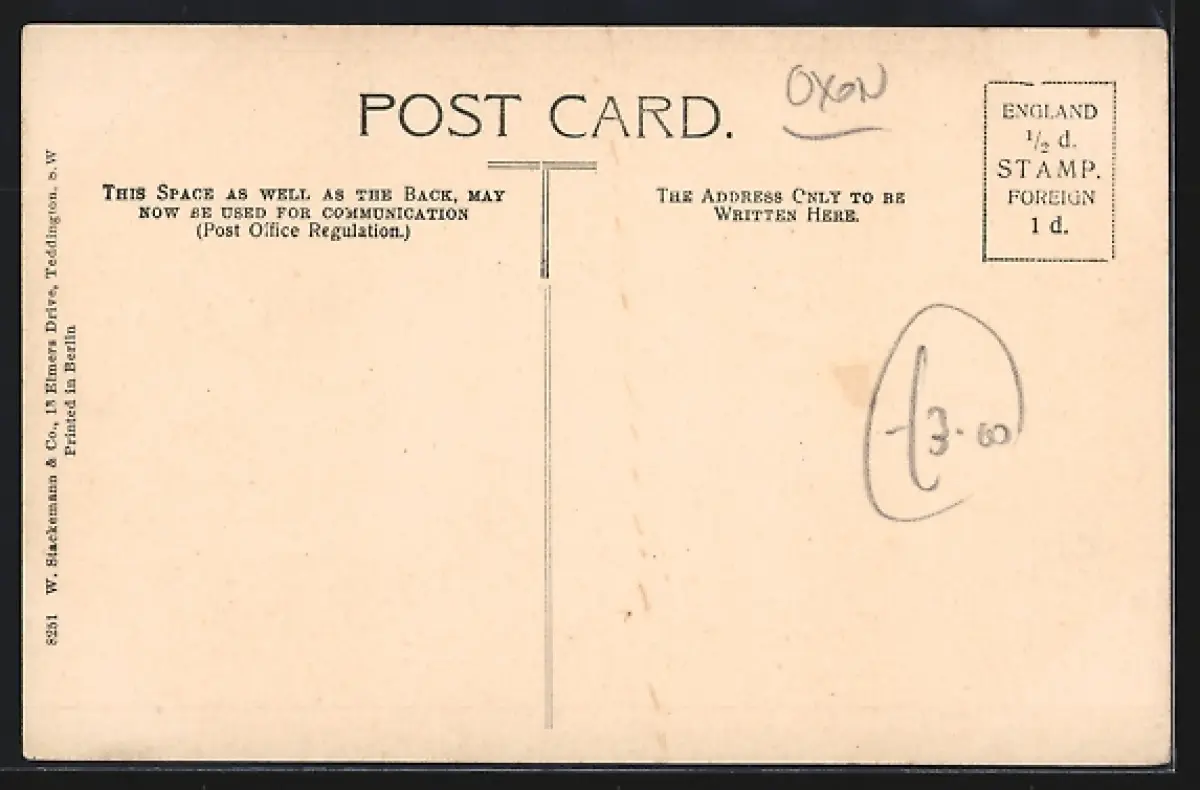 POST CARD.
OXON
ENGLAND
1/2 d.
STAMP.
FOREIGN
1 d.
THIS SPACE AS WELL AS THE BACK, MAY
NOW BE USED FOR COMMUNICATION
(Post Office Regulation.)
THE ADDRESS ONLY TO BE
WRITTEN HERE.
8251 W. Stackemann & Co., 15 Elmers Drive, Teddington, S.W
Printed in Berlin
3.00